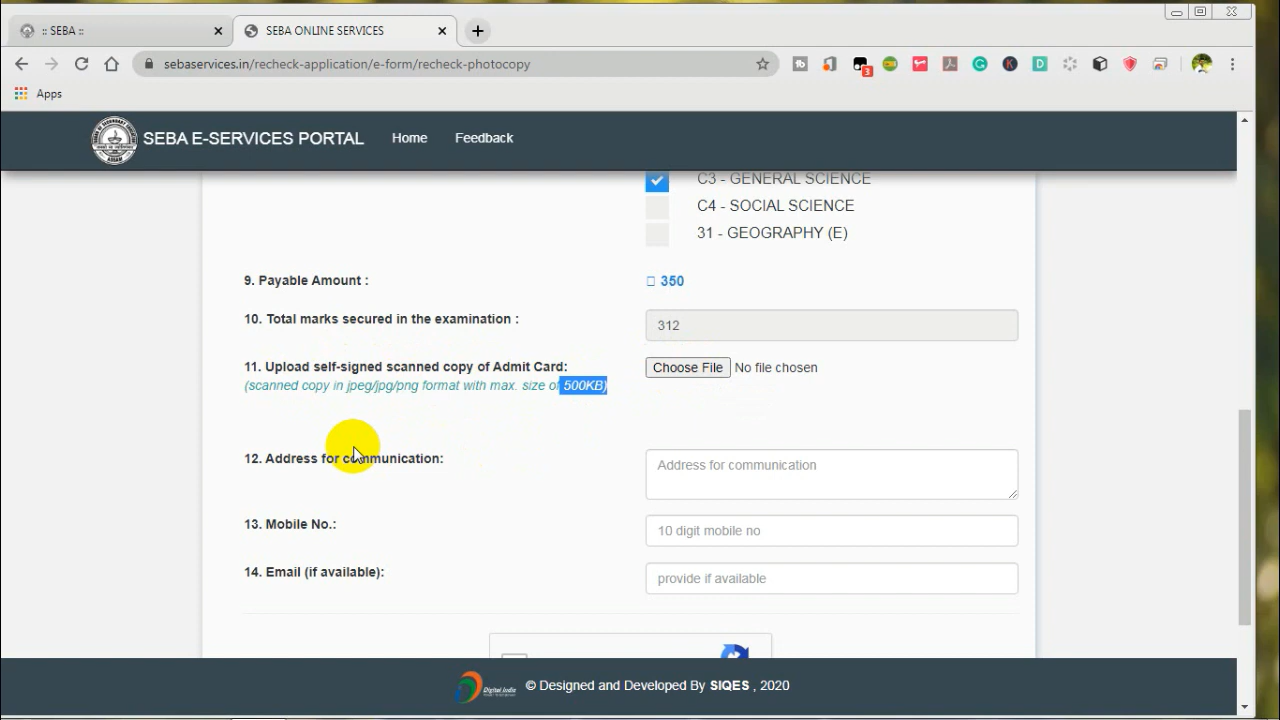 :: SEBA ::
SEBA ONLINE SERVICES
sebaservices.in/recheck-application/e-form/recheck-photocopy
3
Apps
SEBA E-SERVICES PORTAL
Home
Feedback
C3 - GENERAL SCIENCE
C4 - SOCIAL SCIENCE
31 - GEOGRAPHY (E)
9. Payable Amount :
350
10. Total marks secured in the examination :
312
11. Upload self-signed scanned copy of Admit Card:
(scanned copy in jpeg/jpg/png format with max. size of 500KB)
Choose File No file chosen
12. Address for communication:
Address for communication
13. Mobile No.:
10 digit mobile no
14. Email (if available):
provide if available
Digital India
© Designed and Developed By SIQES , 2020